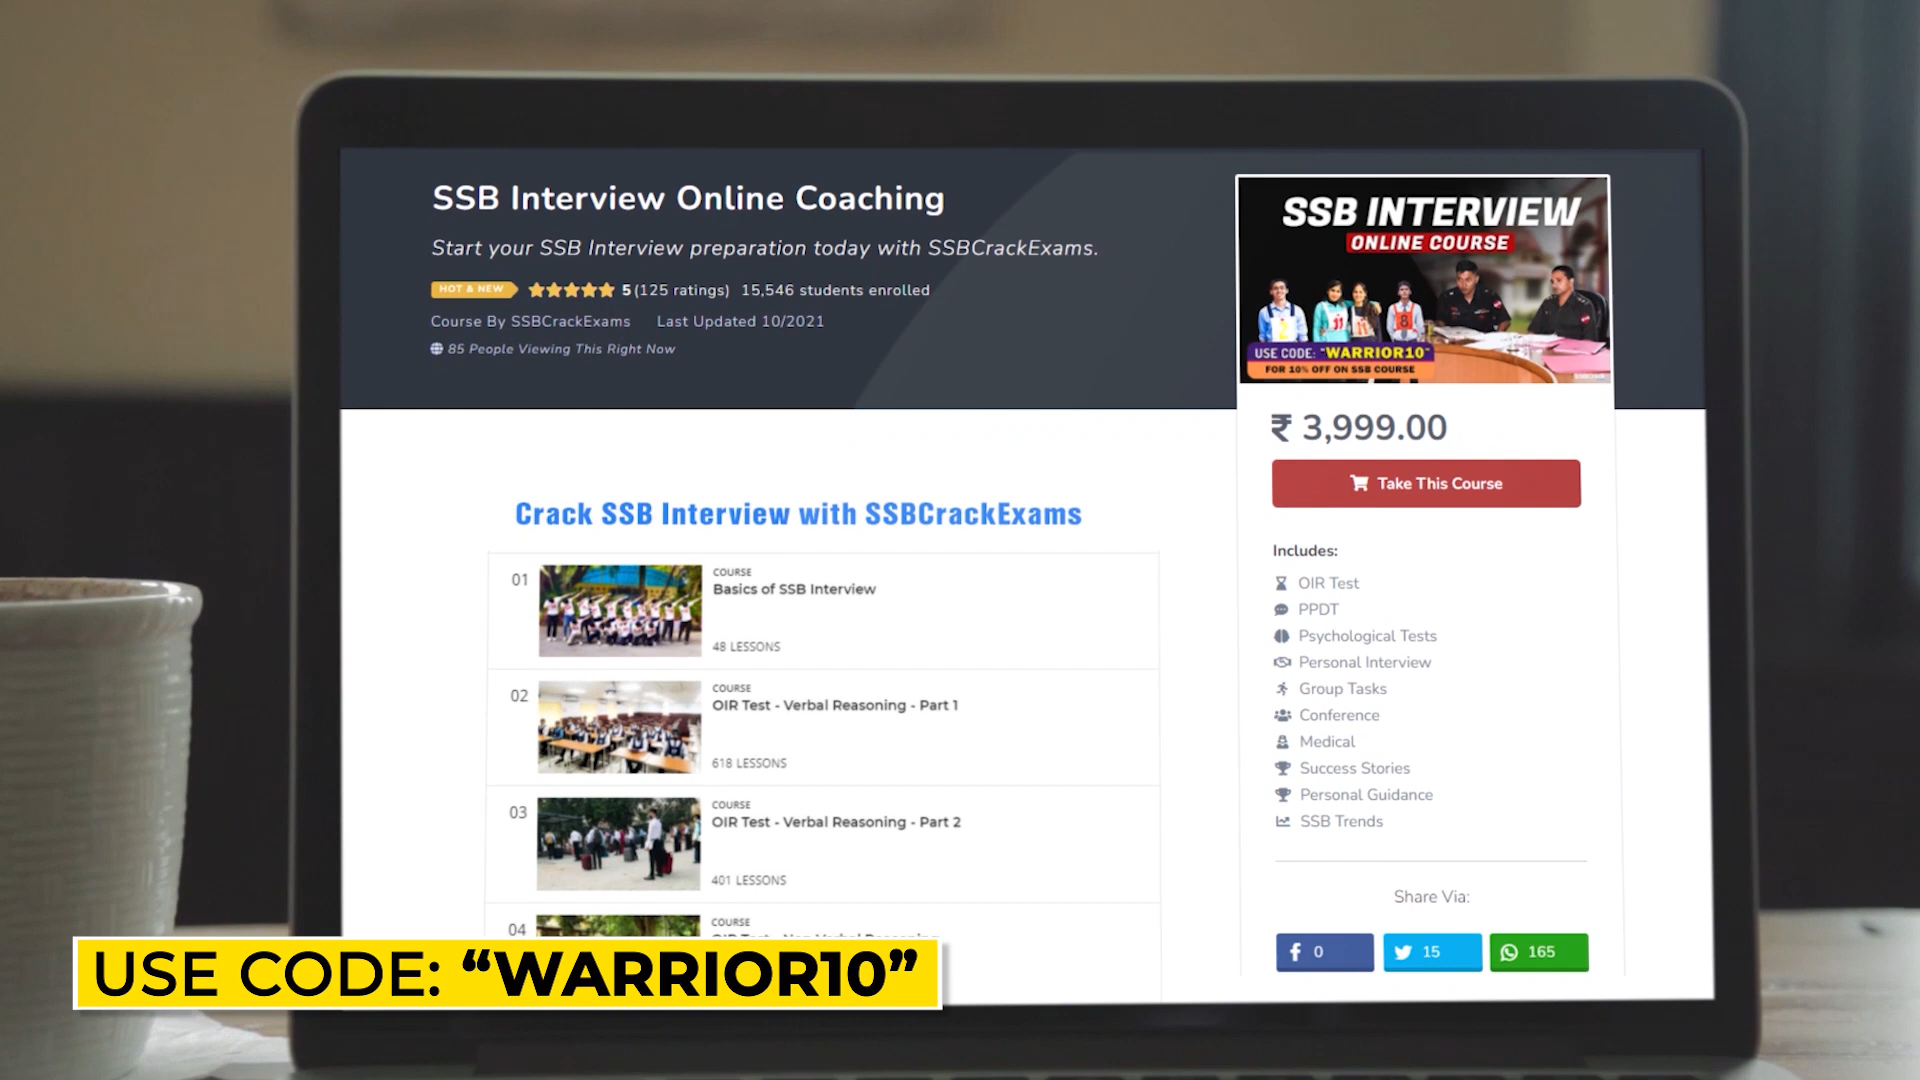 SSB Interview Online Coaching
Start your SSB Interview preparation today with SSBCrackExams.
HOT & NEW 5 (125 ratings) 15,546 students enrolled
Course By SSBCrackExams Last Updated 10/2021
85 People Viewing This Right Now
SSB INTERVIEW
ONLINE COURSE
2
11
11
8
USE CODE: "WARRIOR10"
FOR 10% OFF ON SSB COURSE
₹ 3,999.00
Take This Course
Includes:
OIR Test
PPDT
Psychological Tests
Personal Interview
Group Tasks
Conference
Medical
Success Stories
Personal Guidance
SSB Trends
Share Via:
0
15
165
Crack SSB Interview with SSBCrackExams
01
COURSE
Basics of SSB Interview
48 LESSONS
02
COURSE
OIR Test - Verbal Reasoning - Part 1
618 LESSONS
03
COURSE
OIR Test - Verbal Reasoning - Part 2
401 LESSONS
04
COURSE
USE CODE: “WARRIOR10”